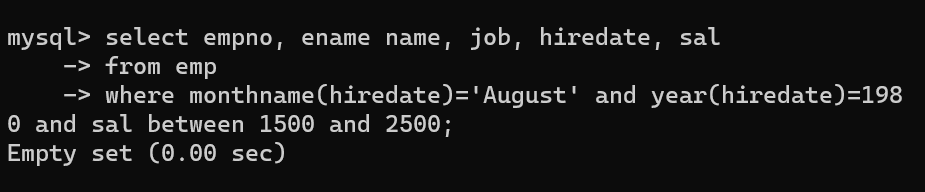 mysql> select empno, ename name, job, hiredate, sal
    -> from emp
    -> where monthname(hiredate)='August' and year(hiredate)=198
0 and sal between 1500 and 2500;
Empty set (0.00 sec)